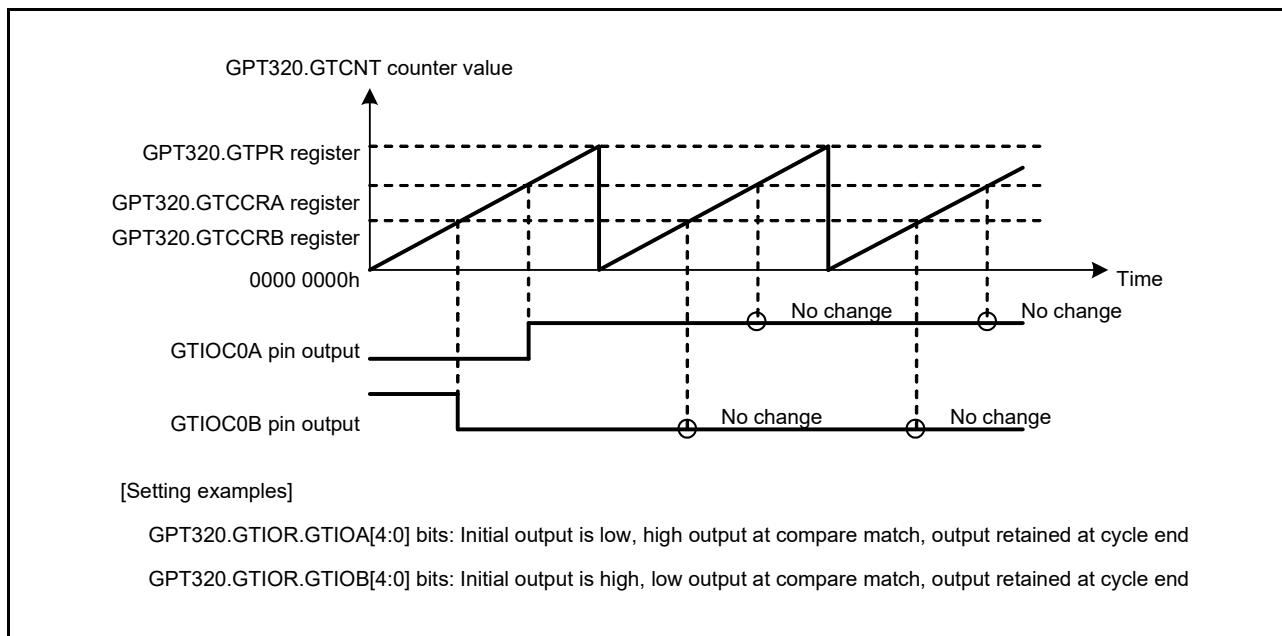 GPT320.GTCNT counter value
GPT320.GTPR register
GPT320.GTCCRA register
GPT320.GTCCRB register
0000 0000h
Time
No change
No change
GTIOC0A pin output
No change
No change
GTIOC0B pin output
[Setting examples]
GPT320.GTIOR.GTIOA[4:0] bits: Initial output is low, high output at compare match, output retained at cycle end
GPT320.GTIOR.GTIOB[4:0] bits: Initial output is high, low output at compare match, output retained at cycle end